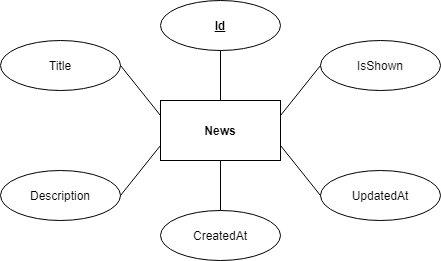 Id
Title
IsShown
News
Description
UpdatedAt
CreatedAt